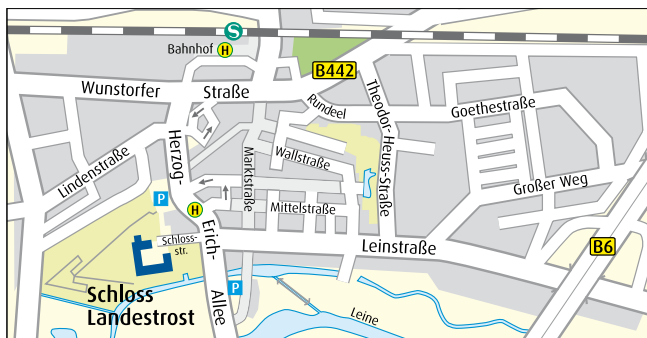 S
Bahnhof H
B442
Wunstorfer Straße
Rundeel
Theodor-Heuss-Straße
Goethestraße
Lindenstraße
Herzog-
Marktstraße
Wallstraße
Großer Weg
P
H
Mittelstraße
Erich-
Schloss-
str.
Leinstraße
B6
Schloss
Landestrost
P
Allee
Leine